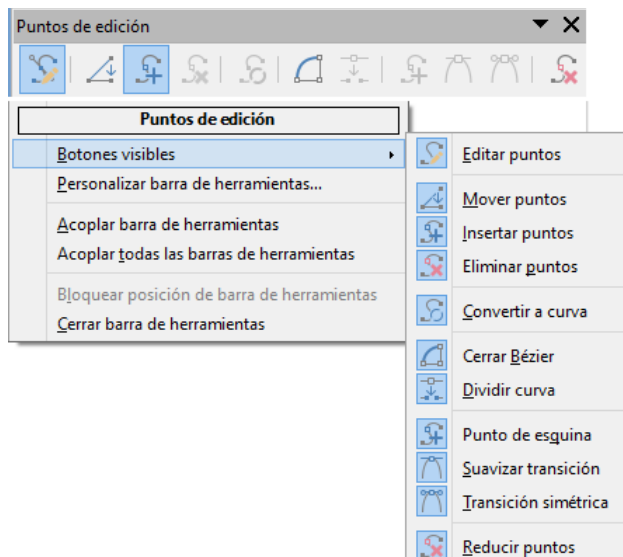 Puntos de edición
Puntos de edición
Botones visibles
Personalizar barra de herramientas...
Acoplar barra de herramientas
Acoplar todas las barras de herramientas
Bloquear posición de barra de herramientas
Cerrar barra de herramientas
Editar puntos
Mover puntos
Insertar puntos
Eliminar puntos
Convertir a curva
Cerrar Bézier
Dividir curva
Punto de esquina
Suavizar transición
Transición simétrica
Reducir puntos